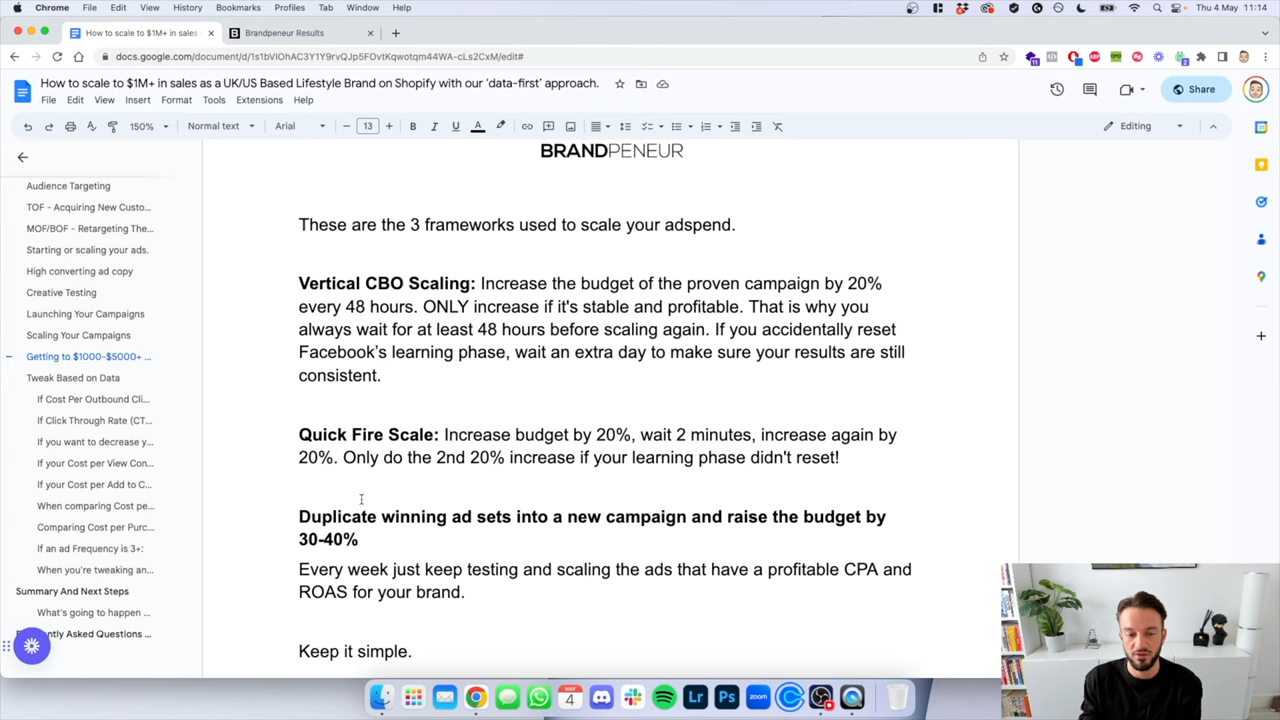 Chrome File Edit View History Bookmarks Profiles Tab Window Help Thu 4 May 11:14
How to scale to $1M+ in sales Brandpeneur Results
docs.google.com/document/d/1s1bVIOhAC3Y1Y9rvQJp5FOvtKqwotqm44WA-cLs2CxM/edit#
How to scale to $1M+ in sales as a UK/US Based Lifestyle Brand on Shopify with our 'data-first' approach.
File Edit View Insert Format Tools Extensions Help
Share
150% Normal text Arial 13 Editing
BRANDPENEUR
Audience Targeting
TOF - Acquiring New Custo...
MOF/BOF - Retargeting The...
Starting or scaling your ads.
High converting ad copy
Creative Testing
Launching Your Campaigns
Scaling Your Campaigns
Getting to $1000-$5000+ ...
Tweak Based on Data
If Cost Per Outbound Cli...
If Click Through Rate (CT...
If you want to decrease y...
If your Cost per View Con...
If your Cost per Add to C...
When comparing Cost pe...
Comparing Cost per Purc...
If an ad Frequency is 3+:
When you're tweaking an...
Summary And Next Steps
What's going to happen ...
Asked Questions ...
These are the 3 frameworks used to scale your adspend.
Vertical CBO Scaling: Increase the budget of the proven campaign by 20%
every 48 hours. ONLY increase if it's stable and profitable. That is why you
always wait for at least 48 hours before scaling again. If you accidentally reset
Facebook's learning phase, wait an extra day to make sure your results are still
consistent.
Quick Fire Scale: Increase budget by 20%, wait 2 minutes, increase again by
20%. Only do the 2nd 20% increase if your learning phase didn't reset!
Duplicate winning ad sets into a new campaign and raise the budget by
30-40%
Every week just keep testing and scaling the ads that have a profitable CPA and
ROAS for your brand.
Keep it simple.
MAY
4
Lr Ps zoom